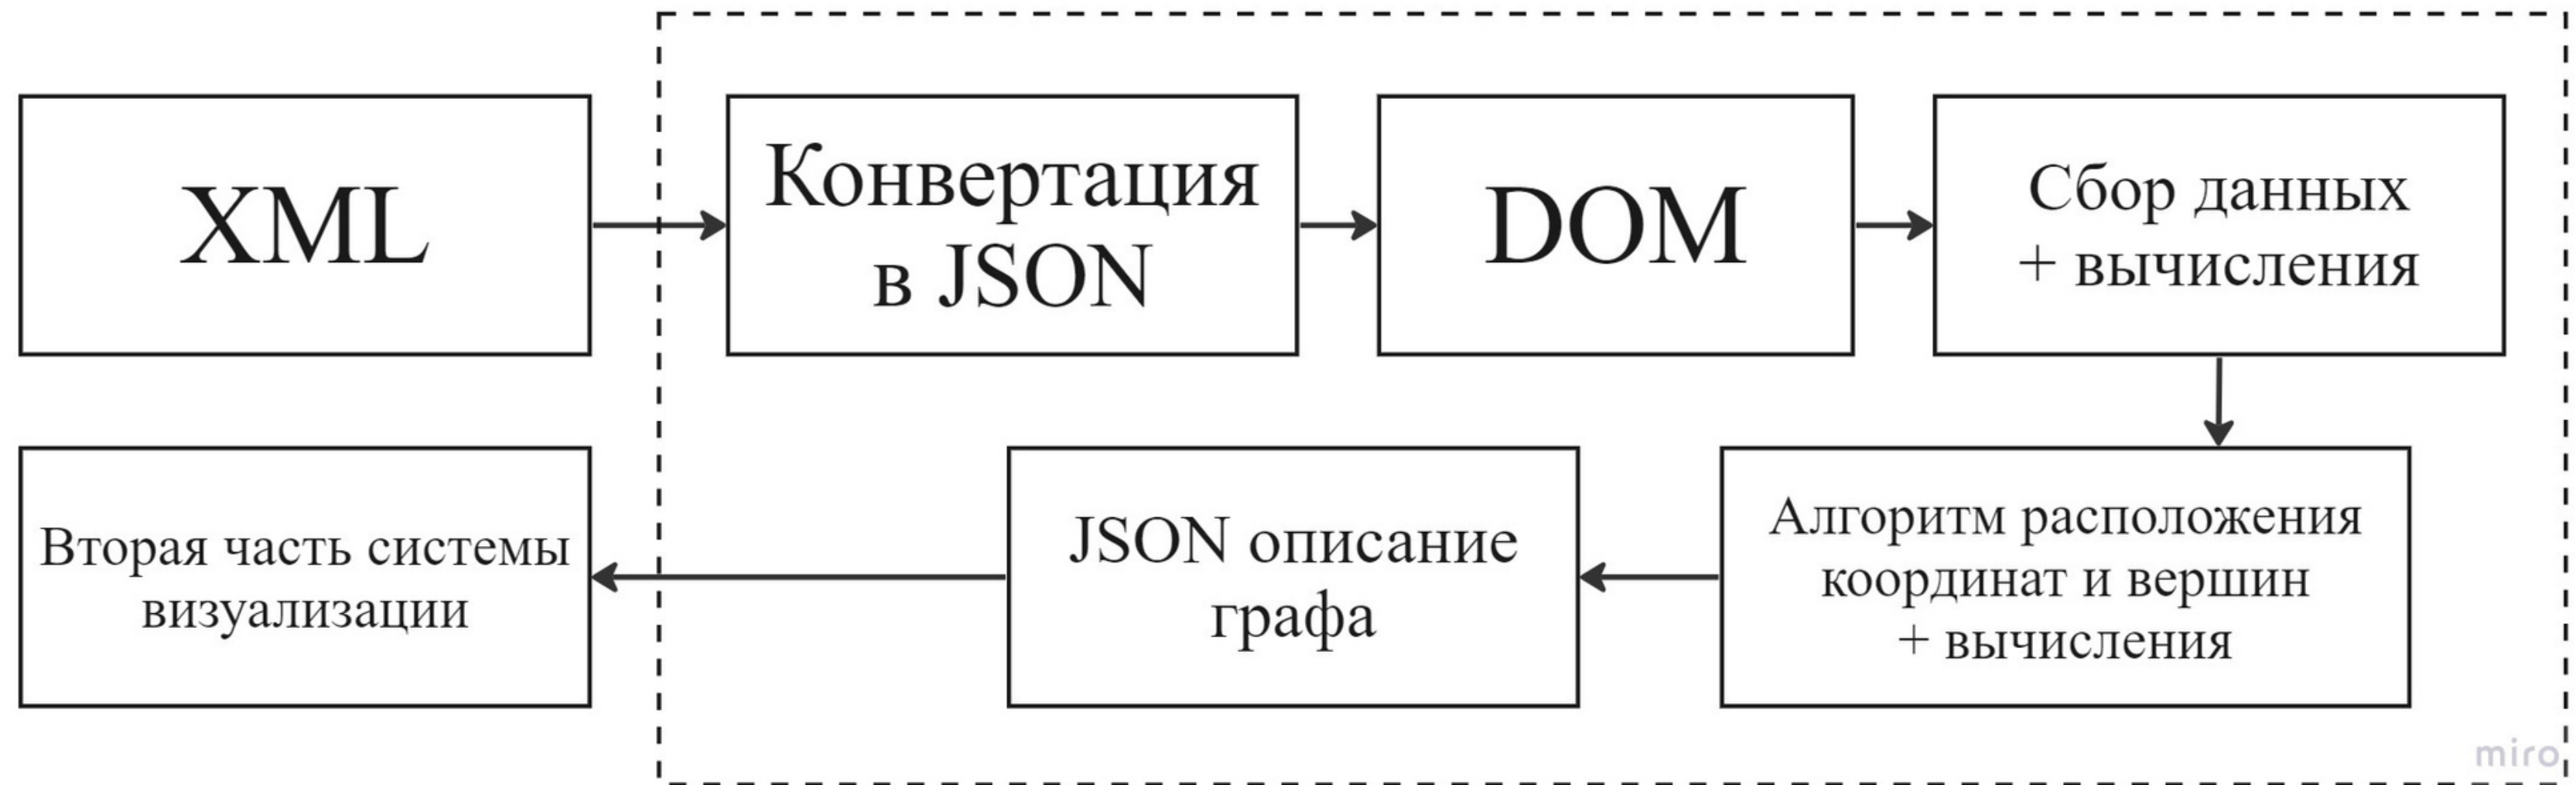 XML
Конвертация
в JSON
DOM
Сбор данных
+ вычисления
Вторая часть системы
визуализации
JSON описание
графа
Алгоритм расположения
координат и вершин
+ вычисления
miro